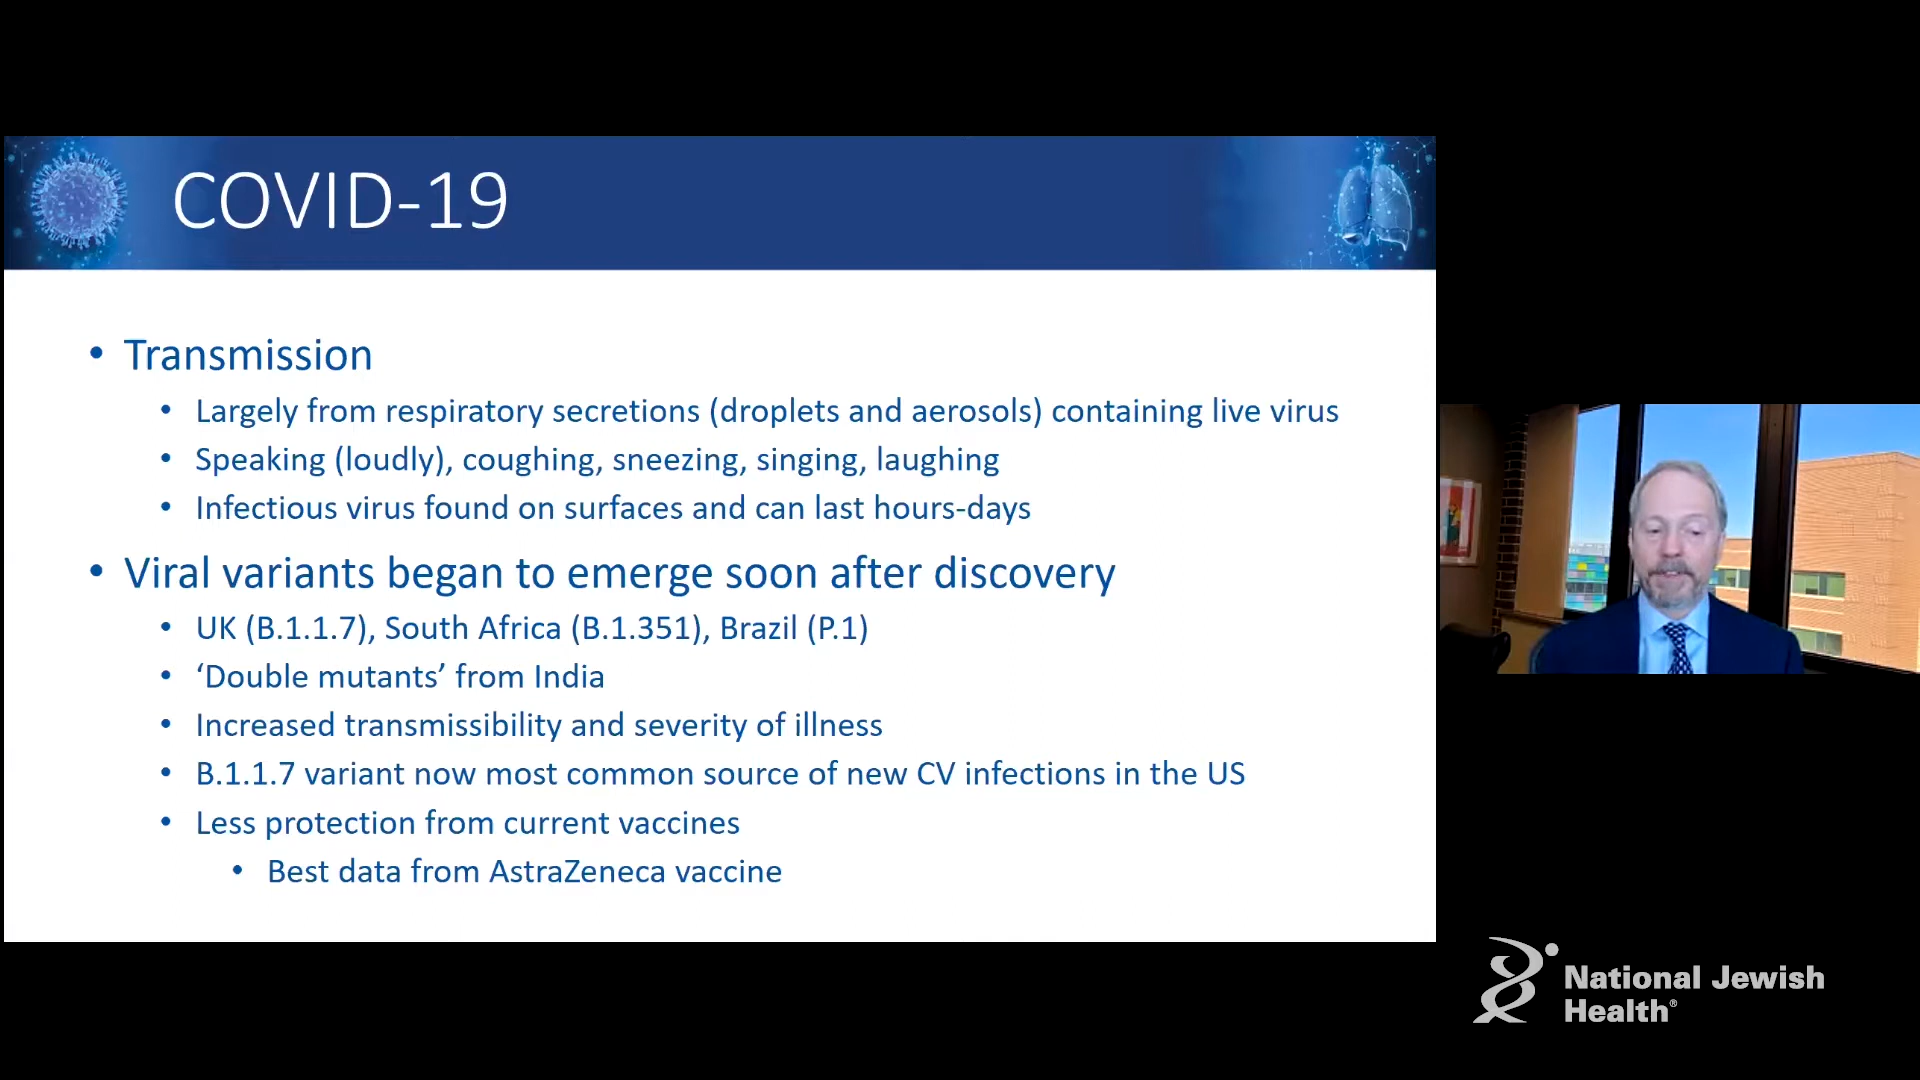 COVID-19
• Transmission
• Largely from respiratory secretions (droplets and aerosols) containing live virus
• Speaking (loudly), coughing, sneezing, singing, laughing
• Infectious virus found on surfaces and can last hours-days
• Viral variants began to emerge soon after discovery
• UK (B.1.1.7), South Africa (B.1.351), Brazil (P.1)
• ‘Double mutants’ from India
• Increased transmissibility and severity of illness
• B.1.1.7 variant now most common source of new CV infections in the US
• Less protection from current vaccines
• Best data from AstraZeneca vaccine
National Jewish
Health®